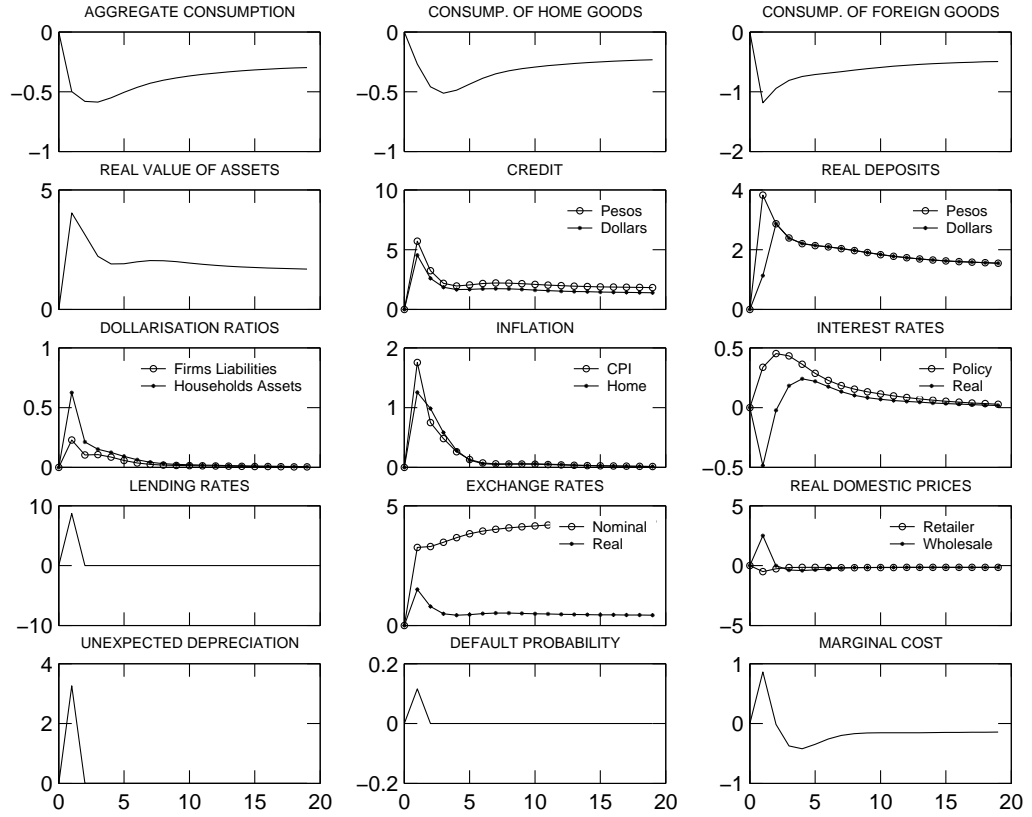 AGGREGATE CONSUMPTION
CONSUMP. OF HOME GOODS
CONSUMP. OF FOREIGN GOODS
0
−0.5
−1
0
−0.5
−1
0
−1
−2
REAL VALUE OF ASSETS
CREDIT
REAL DEPOSITS
5
0
10
5
0
Pesos
Dollars
4
2
0
Pesos
Dollars
DOLLARISATION RATIOS
INFLATION
INTEREST RATES
1
0.5
0
Firms Liabilities
Households Assets
2
1
0
CPI
Home
0.5
0
−0.5
Policy
Real
LENDING RATES
EXCHANGE RATES
REAL DOMESTIC PRICES
10
0
−10
5
0
Nominal
Real
5
0
−5
Retailer
Wholesale
UNEXPECTED DEPRECIATION
DEFAULT PROBABILITY
MARGINAL COST
4
2
0
0 5 10 15 20
0.2
0
−0.2
0 5 10 15 20
1
0
−1
0 5 10 15 20